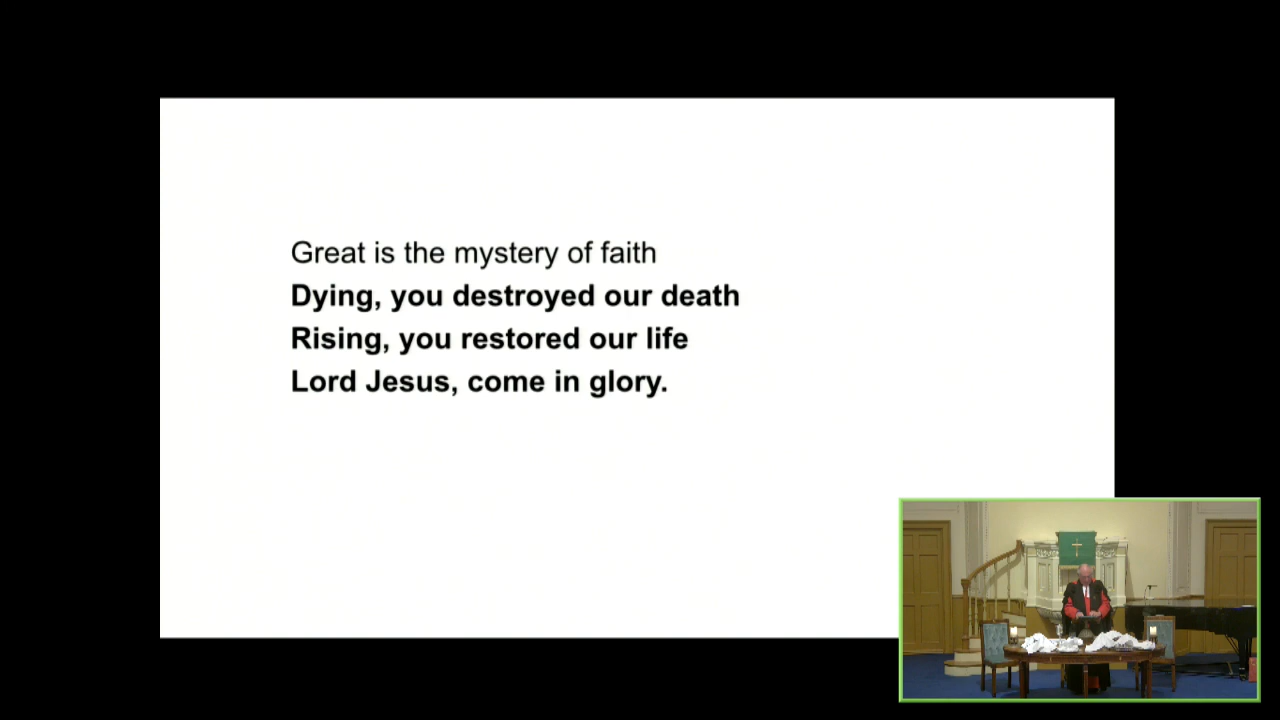 Great is the mystery of faith
Dying, you destroyed our death
Rising, you restored our life
Lord Jesus, come in glory.